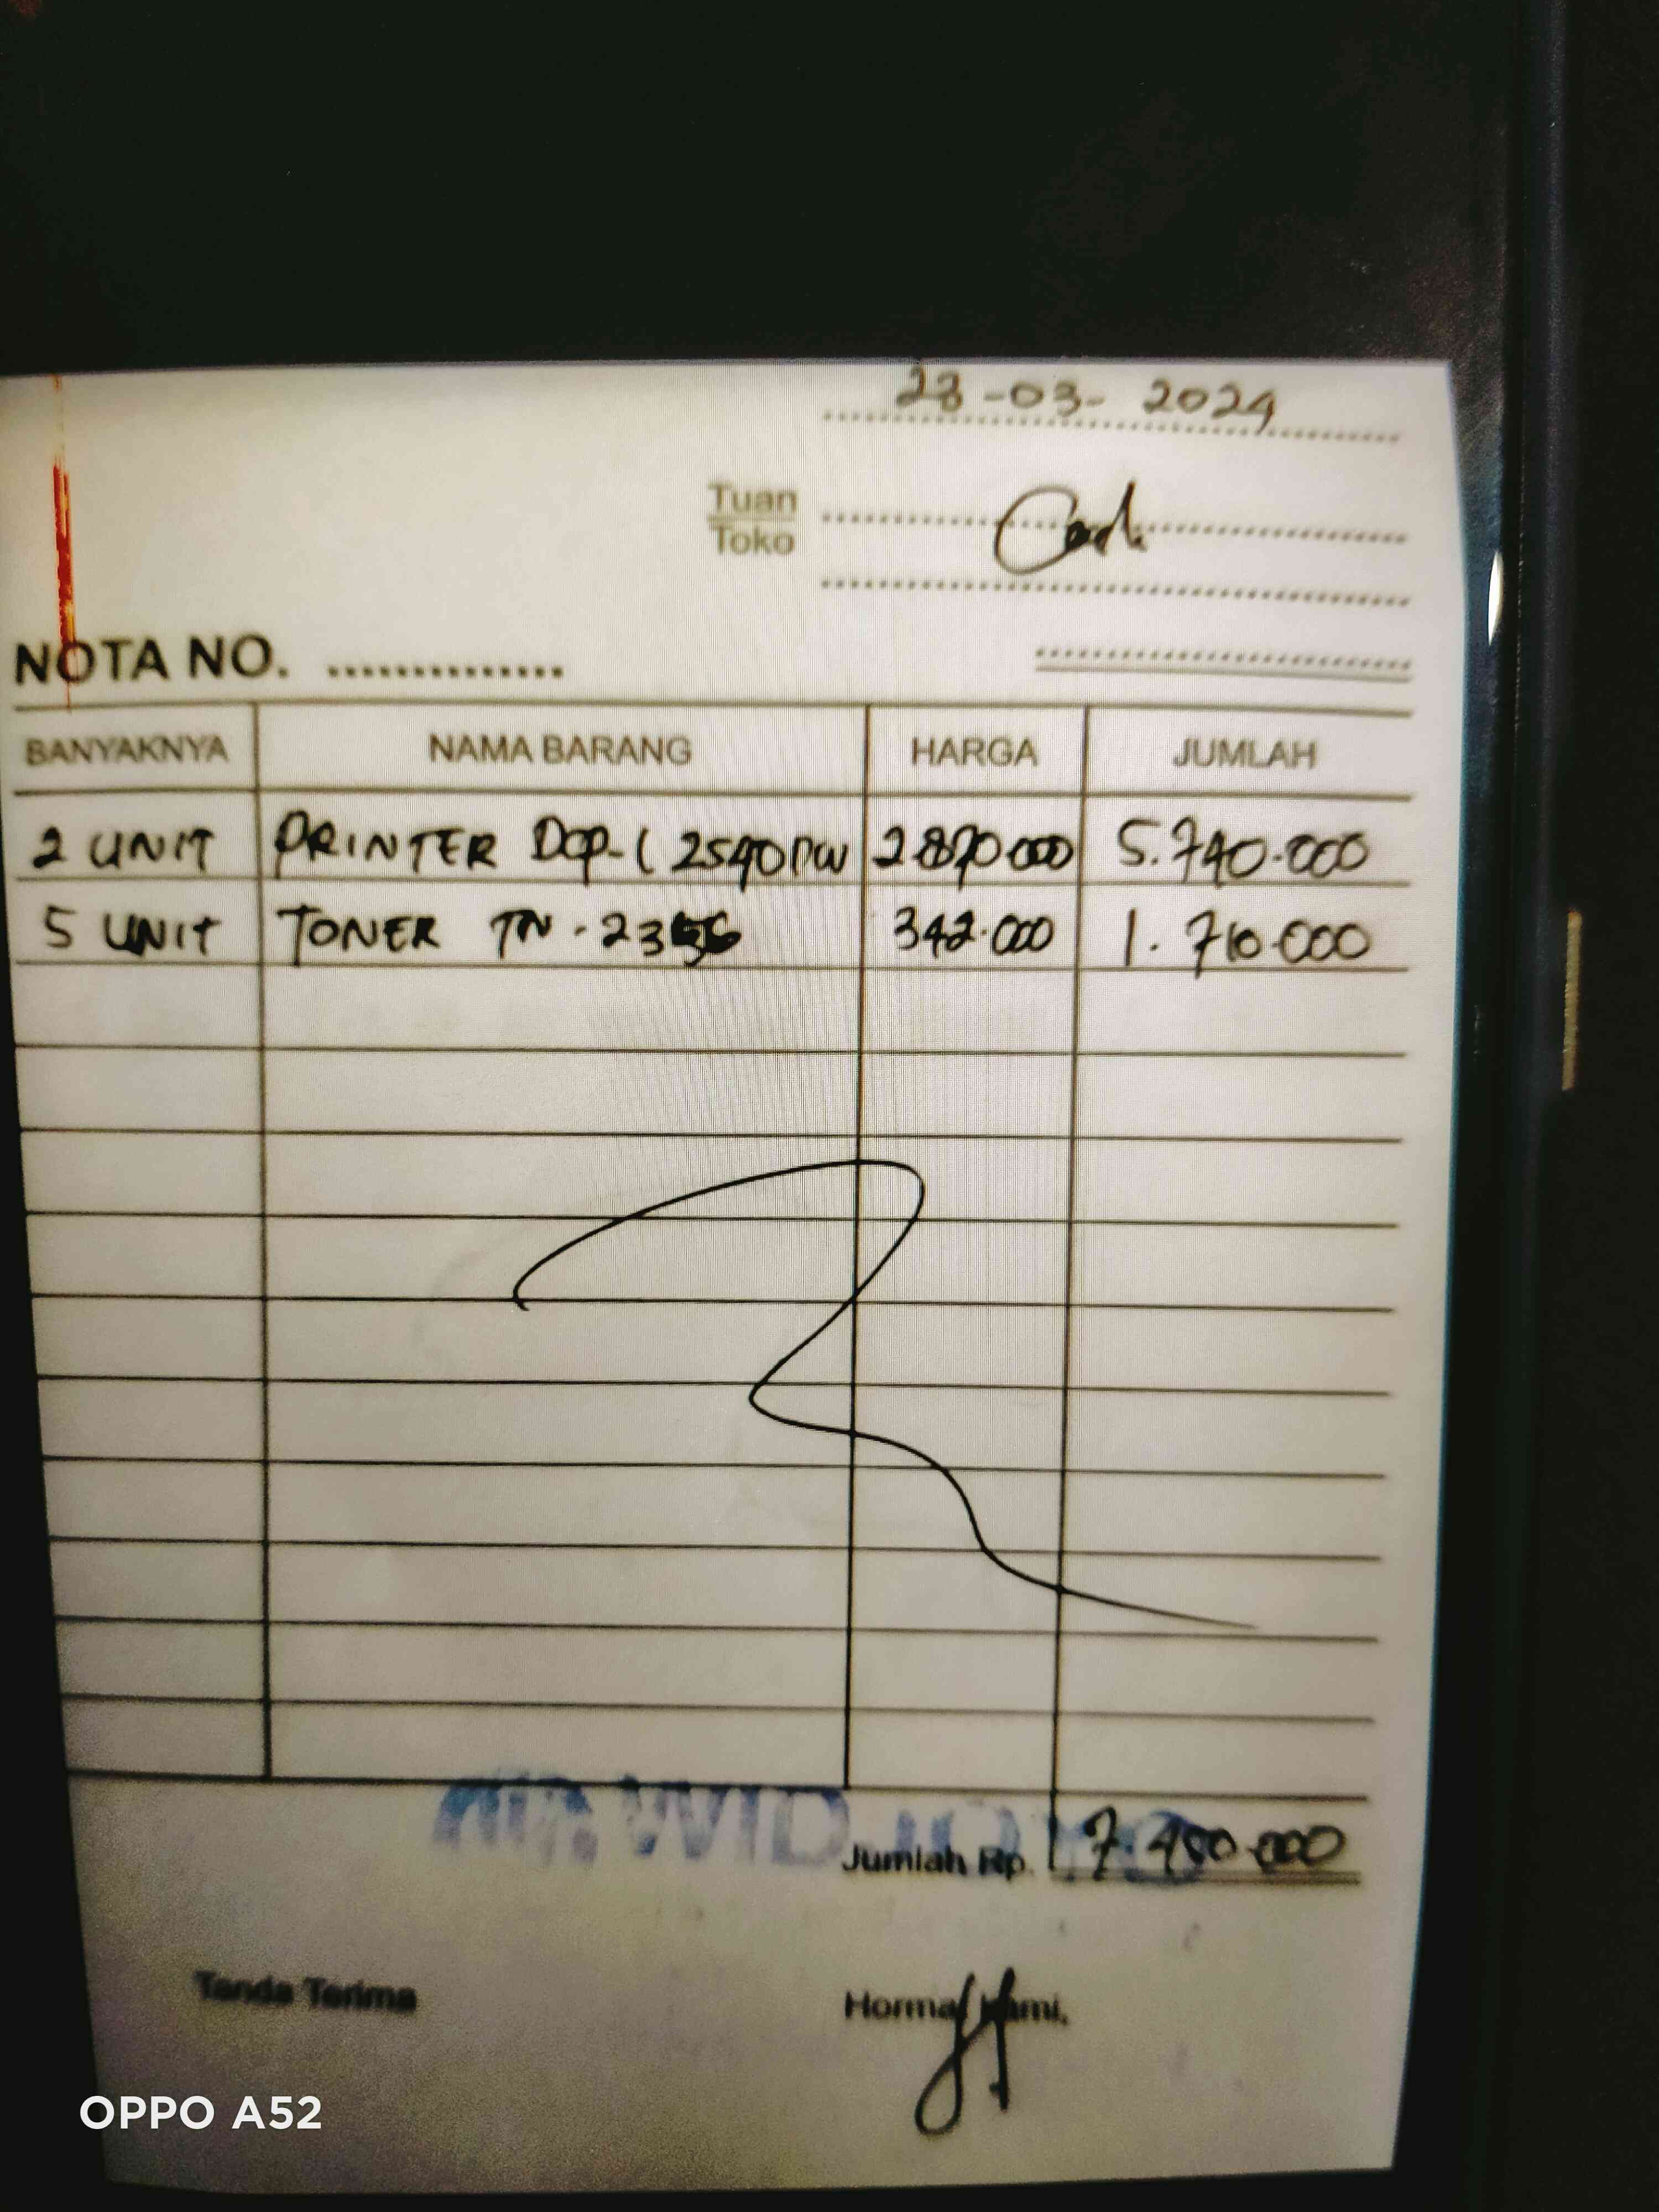 28-03-2024
Tuan
Toko
NOTA NO. ..............
BANYAKNYA NAMA BARANG HARGA JUMLAH
2 UNIT PRINTER DCP-L 2540DW 2.870.000 5.740.000
5 UNIT TONER TN-2356 342.000 1.710.000
Jumlah Rp. 7.450.000
Tanda Terima Hormat Kami,
OPPO A52